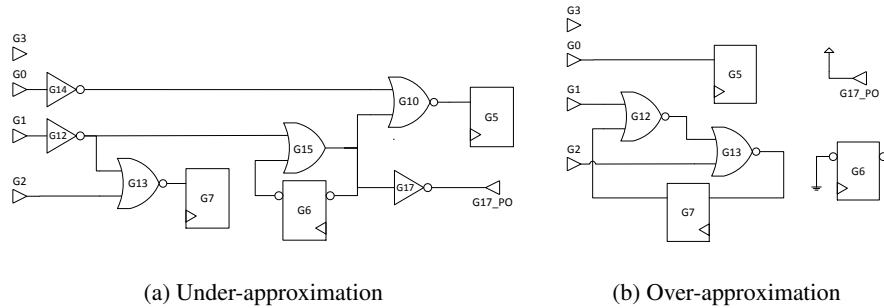 G3
G0
G14
G10
G5
G1
G12
G15
G2
G13
G7
G6
G17
G17_PO
G3
G0
G5
G17_PO
G1
G12
G2
G13
G6
G7
(a) Under-approximation
(b) Over-approximation